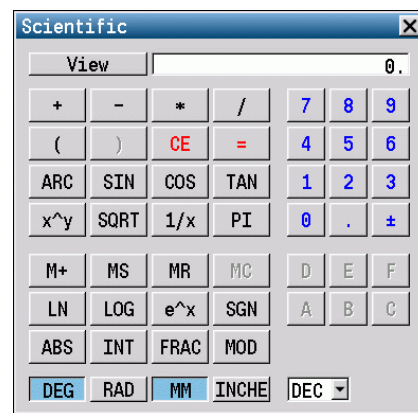 Scientific
View 0.
+ - * / 7 8 9
( ) CE = 4 5 6
ARC SIN COS TAN 1 2 3
x^y SQRT 1/x PI 0 . ±
M+ MS MR MC D E F
LN LOG e^x SGN A B C
ABS INT FRAC MOD
DEG RAD MM INCHE DEC